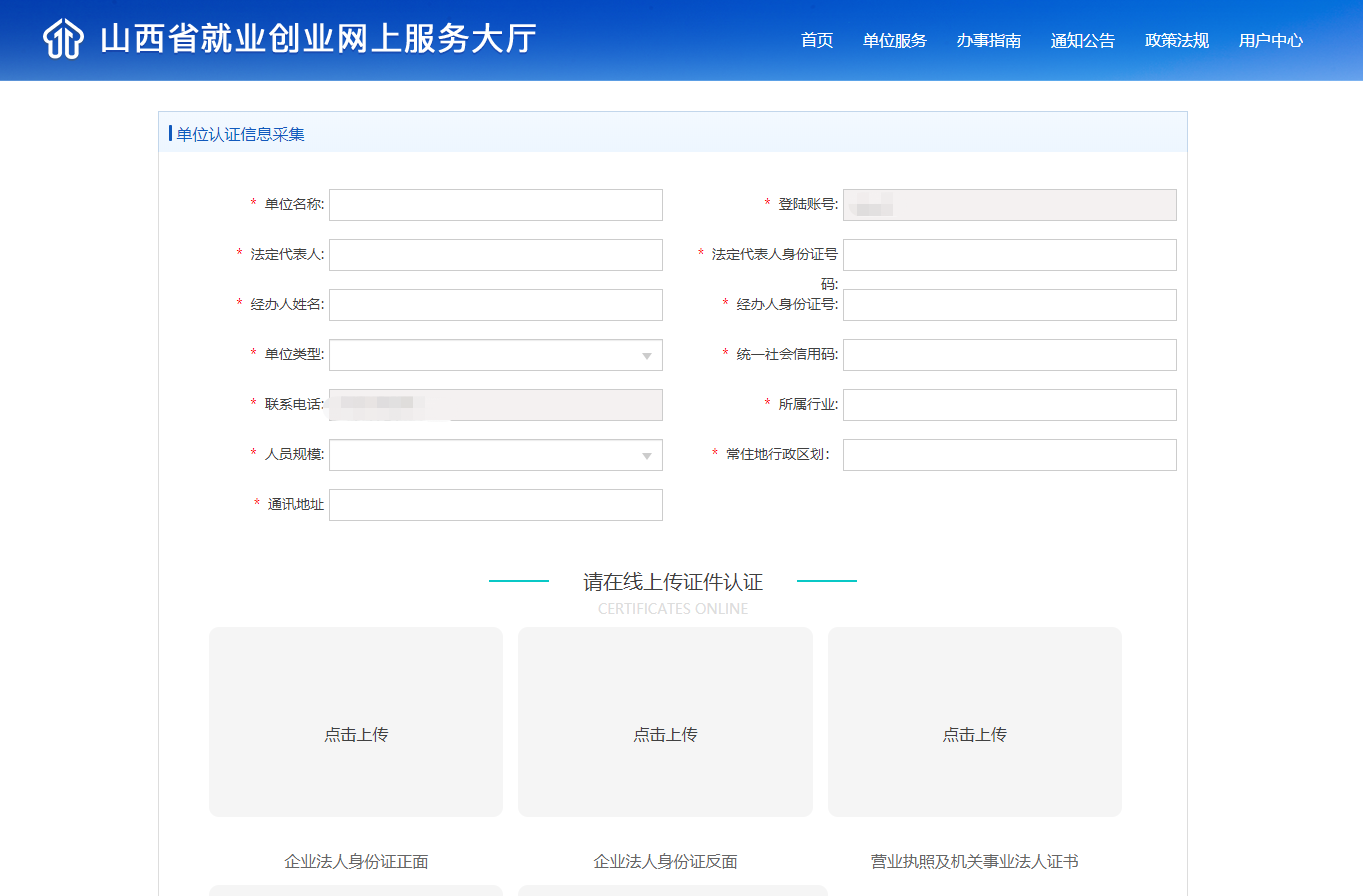 山西省就业创业网上服务大厅
首页 单位服务 办事指南 通知公告 政策法规 用户中心
单位认证信息采集
* 单位名称: * 登陆账号:
* 法定代表人: * 法定代表人身份证号
码:
* 经办人姓名: * 经办人身份证号:
* 单位类型: * 统一社会信用码:
* 联系电话: * 所属行业:
* 人员规模: * 常住地行政区划：
* 通讯地址
请在线上传证件认证
CERTIFICATES ONLINE
点击上传 点击上传 点击上传
企业法人身份证正面 企业法人身份证反面 营业执照及机关事业法人证书